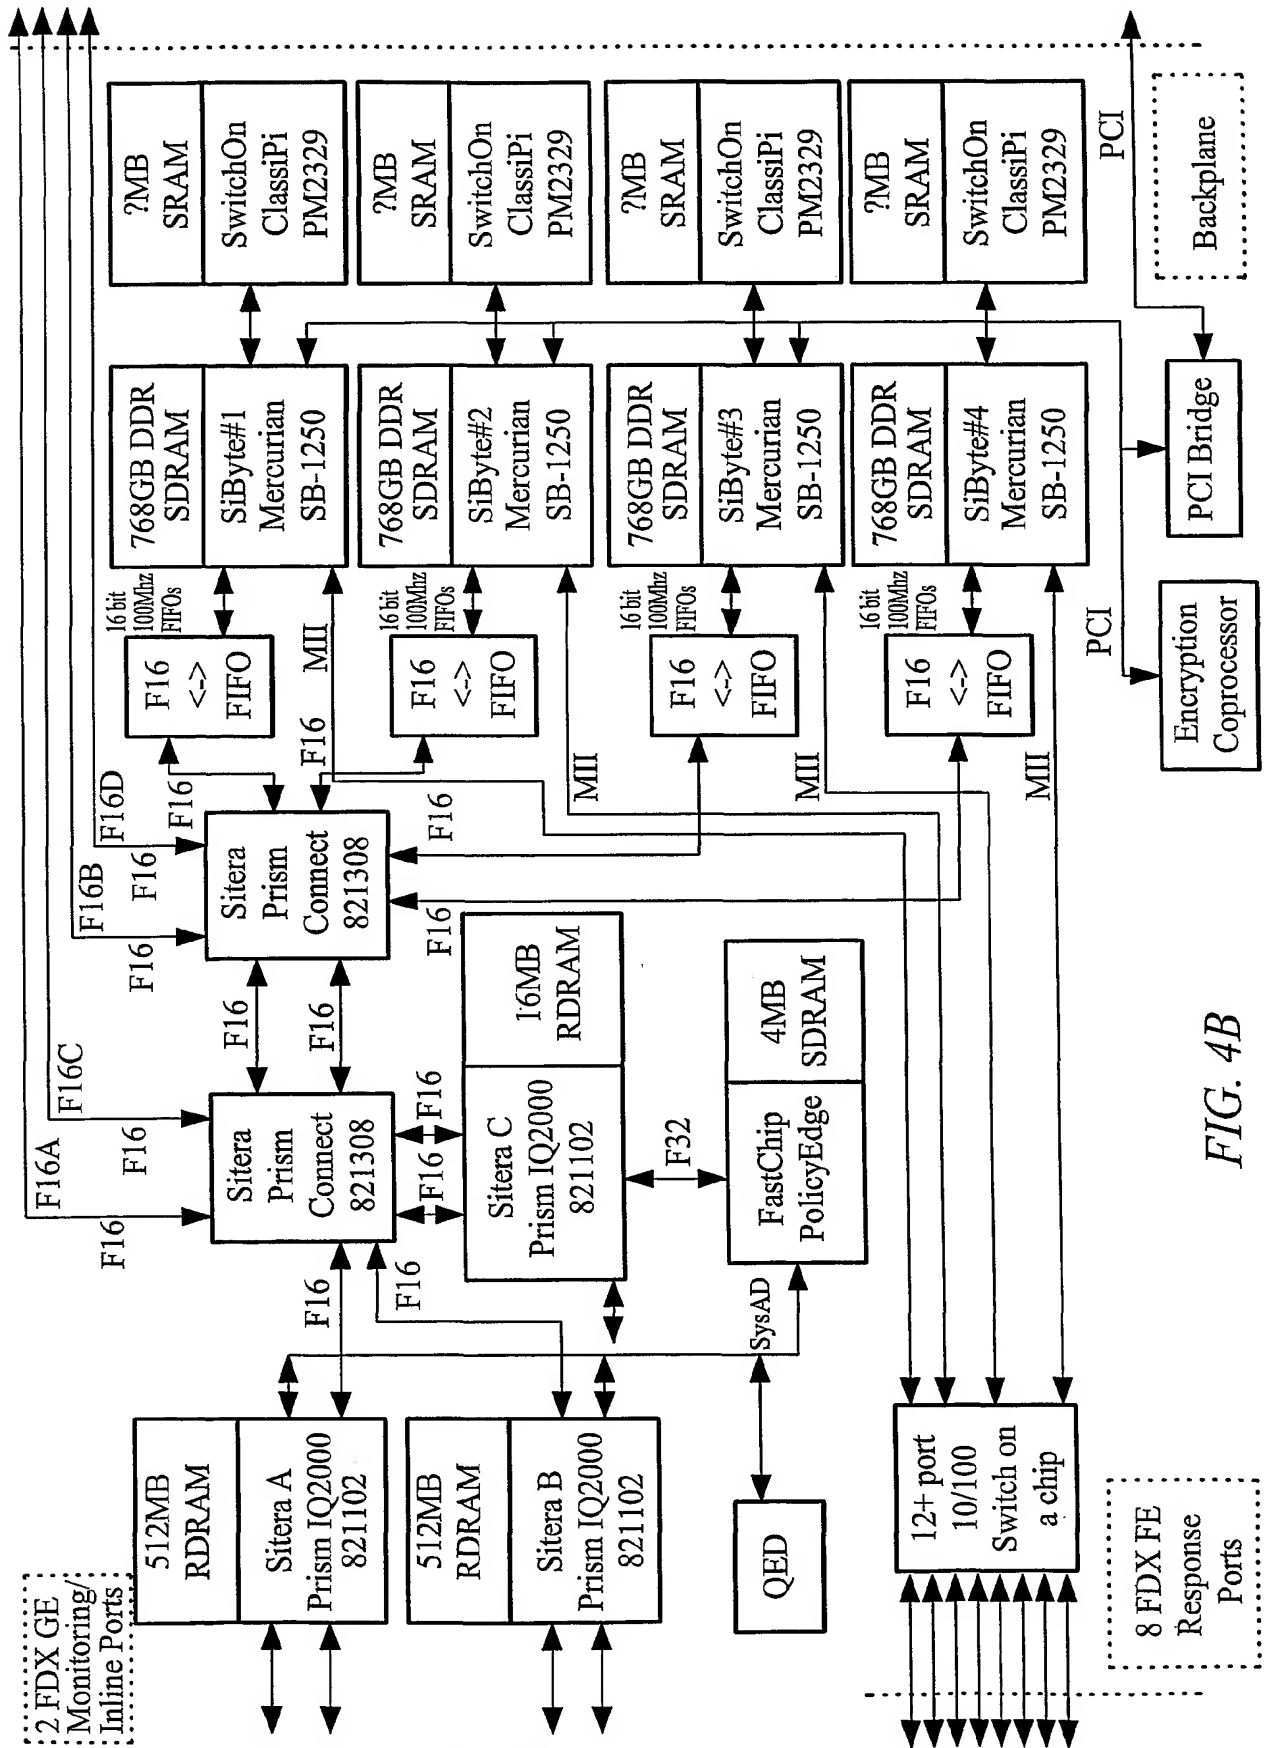 2 FDX GE
Monitoring/
Inline Ports
512MB
RDRAM
Sitera A
Prism IQ2000
821102
512MB
RDRAM
Sitera B
Prism IQ2000
821102
QED
12+ port
10/100
Switch on
a chip
8 FDX FE
Response
Ports
F16A
F16
F16C
F16
F16
F16
SysAD
Sitera
Prism
Connect
821308
F16
F16
Sitera C
Prism IQ2000
821102
16MB
RDRAM
F32
FastChip
PolicyEdge
4MB
SDRAM
F16
F16
F16B
F16
F16D
F16
Sitera
Prism
Connect
821308
F16
F16
F16
F16
F16
<->
FIFO
16 bit
100Mhz
FIFOs
MII
F16
<->
FIFO
16 bit
100Mhz
FIFOs
MII
F16
<->
FIFO
16 bit
100Mhz
FIFOs
MII
F16
<->
FIFO
16 bit
100Mhz
FIFOs
MII
768GB DDR
SDRAM
SiByte#1
Mercurian
SB-1250
768GB DDR
SDRAM
SiByte#2
Mercurian
SB-1250
768GB DDR
SDRAM
SiByte#3
Mercurian
SB-1250
768GB DDR
SDRAM
SiByte#4
Mercurian
SB-1250
?MB
SRAM
SwitchOn
ClassiPi
PM2329
?MB
SRAM
SwitchOn
ClassiPi
PM2329
?MB
SRAM
SwitchOn
ClassiPi
PM2329
?MB
SRAM
SwitchOn
ClassiPi
PM2329
PCI
Encryption
Coprocessor
PCI Bridge
PCI
Backplane
FIG. 4B